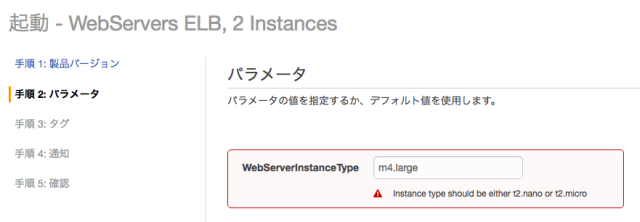 起動 - WebServers ELB, 2 Instances
手順 1: 製品バージョン
手順 2: パラメータ
手順 3: タグ
手順 4: 通知
手順 5: 確認
パラメータ
パラメータの値を指定するか、デフォルト値を使用します。
WebServerInstanceType m4.large
Instance type should be either t2.nano or t2.micro